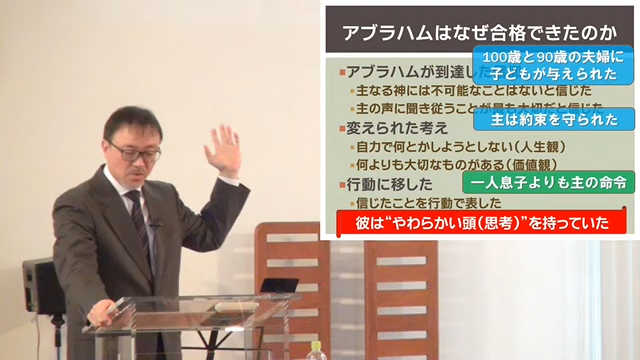 アブラハムはなぜ合格できたのか
100歳と90歳の夫婦に
子どもが与えられた
▪アブラハムが到達した
▪主なる神には不可能なことはないと信じた
▪主の声に聞き従うことが最も大切だと信じた
主は約束を守られた
▪変えられた考え
▪自力で何とかしようとしない(人生観)
▪何よりも大切なものがある(価値観)
▪行動に移した
一人息子よりも主の命令
▪信じたことを行動で表した
彼は“やわらかい頭(思考)”を持っていた